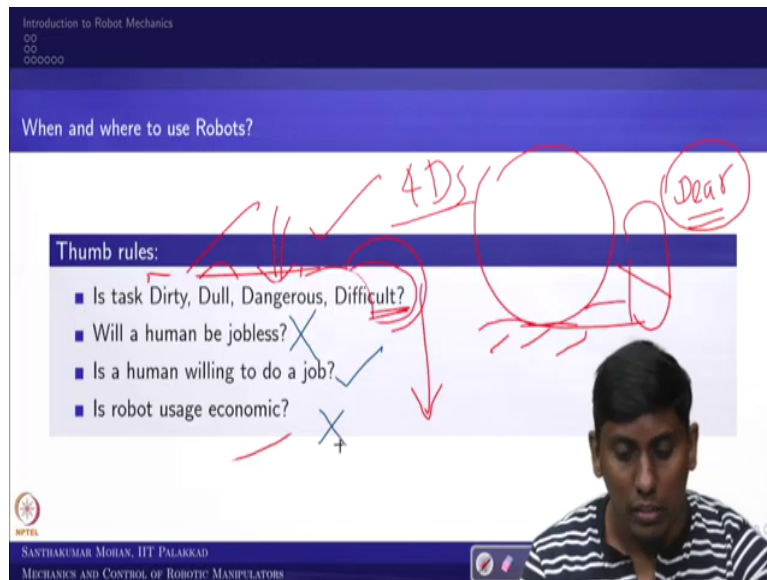 Introduction to Robot Mechanics
When and where to use Robots?
4 Ds
Dear
Thumb rules:
Is task Dirty, Dull, Dangerous, Difficult?
Will a human be jobless?
Is a human willing to do a job?
Is robot usage economic?
NPTEL
SANTHAKUMAR MOHAN, IIT PALAKKAD
MECHANICS AND CONTROL OF ROBOTIC MANIPULATORS